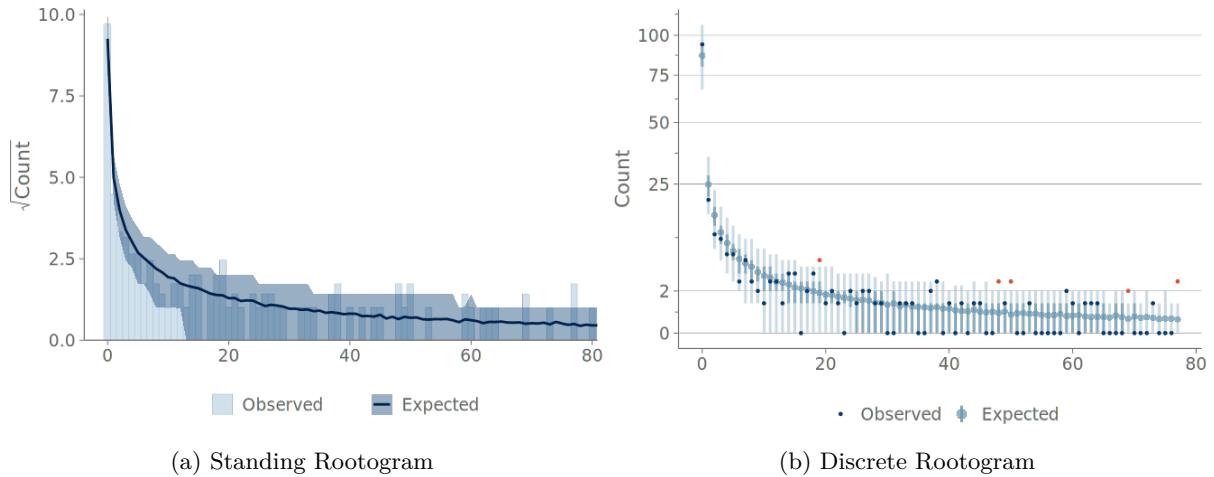 10.0
7.5
5.0
2.5
0.0
√Count
0
20
40
60
80
Observed
Expected
(a) Standing Rootogram
100
75
50
25
2
0
Count
0
20
40
60
80
Observed
Expected
(b) Discrete Rootogram